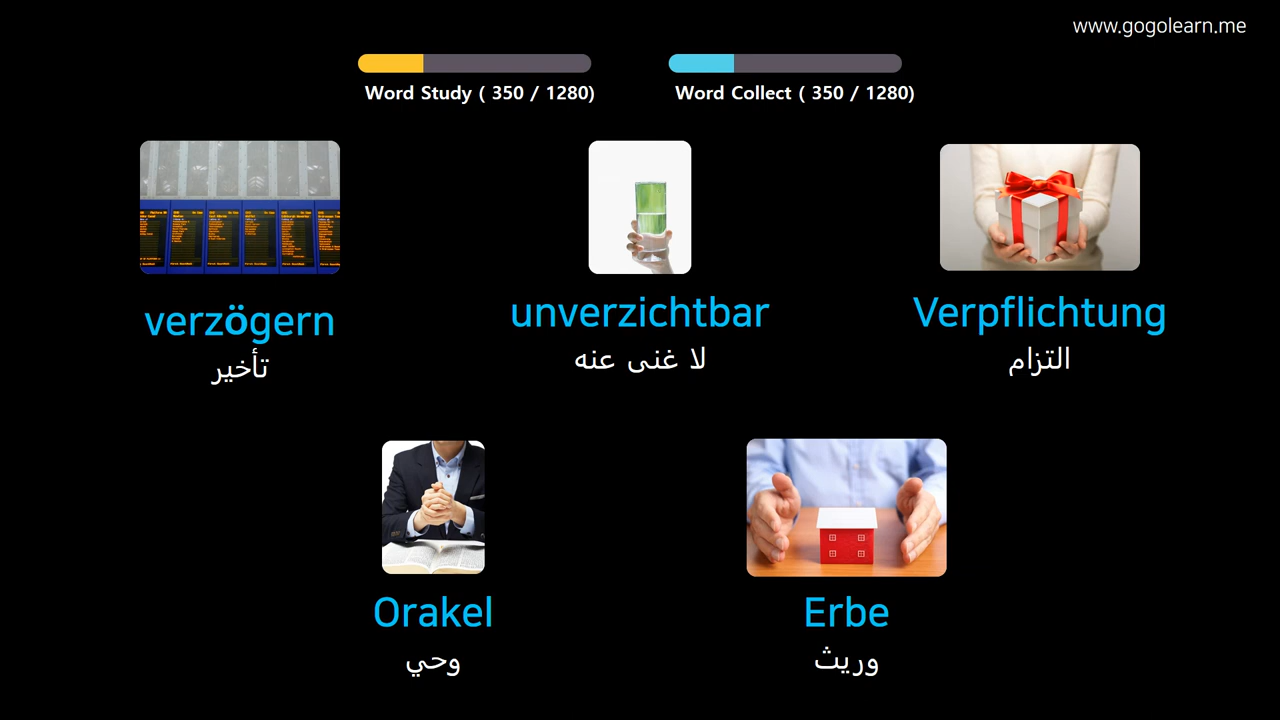 www.gogolearn.me
Word Study ( 350 / 1280)
Word Collect ( 350 / 1280)
verzögern
تأخير
unverzichtbar
لا غنى عنه
Verpflichtung
التزام
Orakel
وحي
Erbe
وريث